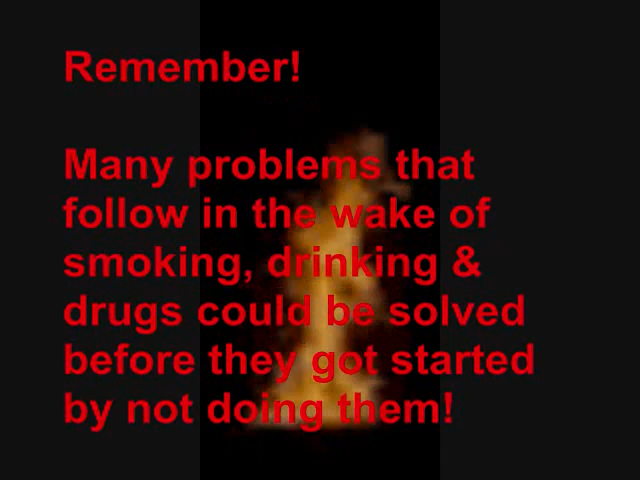 Remember!
Many problems that
follow in the wake of
smoking, drinking &
drugs could be solved
before they got started
by not doing them!